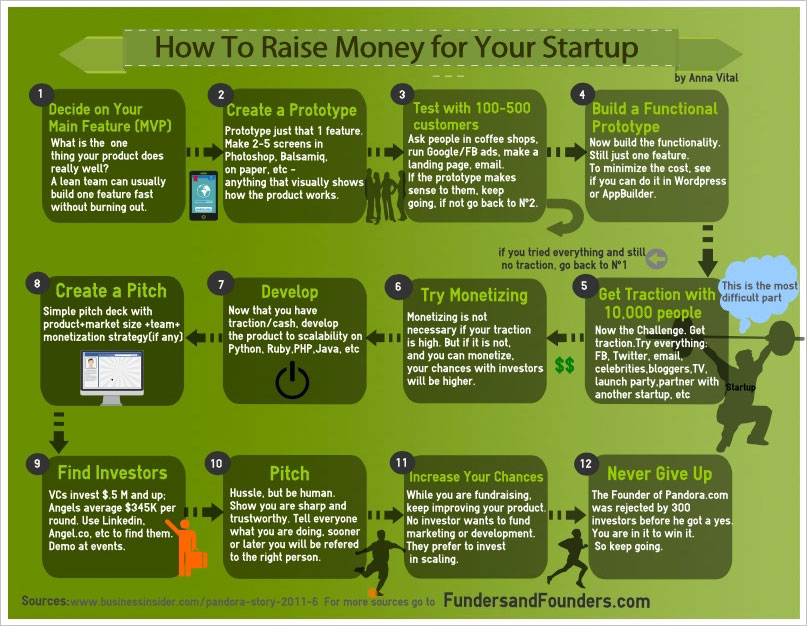 How To Raise Money for Your Startup
by Anna Vital
1
Decide on Your
Main Feature (MVP)
What is the one
thing your product does
really well?
A lean team can usually
build one feature fast
without burning out.
2
Create a Prototype
Prototype just that 1 feature.
Make 2-5 screens in
Photoshop, Balsamiq,
on paper, etc -
anything that visually shows
how the product works.
3
Test with 100-500
customers
Ask people in coffee shops,
run Google/FB ads, make a
landing page, email.
If the prototype makes
sense to them, keep
going, if not go back to Nº2.
4
Build a Functional
Prototype
Now build the functionality.
Still just one feature.
To minimize the cost, see
if you can do it in Wordpress
or AppBuilder.
if you tried everything and still
no traction, go back to Nº1
This is the most
difficult part
5
Get Traction with
10,000 people
Now the Challenge. Get
traction.Try everything:
FB, Twitter, email,
celebrities,bloggers,TV,
launch party,partner with
another startup, etc
Startup
6
Try Monetizing
Monetizing is not
necessary if your traction
is high. But if it is not,
and you can monetize,
your chances with investors
will be higher.
$$
7
Develop
Now that you have
traction/cash, develop
the product to scalability on
Python, Ruby,PHP,Java, etc
8
Create a Pitch
Simple pitch deck with
product+market size +team+
monetization strategy(if any)
9
Find Investors
VCs invest $.5 M and up;
Angels average $345K per
round. Use Linkedin,
Angel.co, etc to find them.
Demo at events.
10
Pitch
Hussle, but be human.
Show you are sharp and
trustworthy. Tell everyone
what you are doing, sooner
or later you will be refered
to the right person.
11
Increase Your Chances
While you are fundraising,
keep improving your product.
No investor wants to fund
marketing or development.
They prefer to invest
in scaling.
12
Never Give Up
The Founder of Pandora.com
was rejected by 300
investors before he got a yes.
You are in it to win it.
So keep going.
Sources:www.businessinsider.com/pandora-story-2011-6 For more sources go to FundersandFounders.com